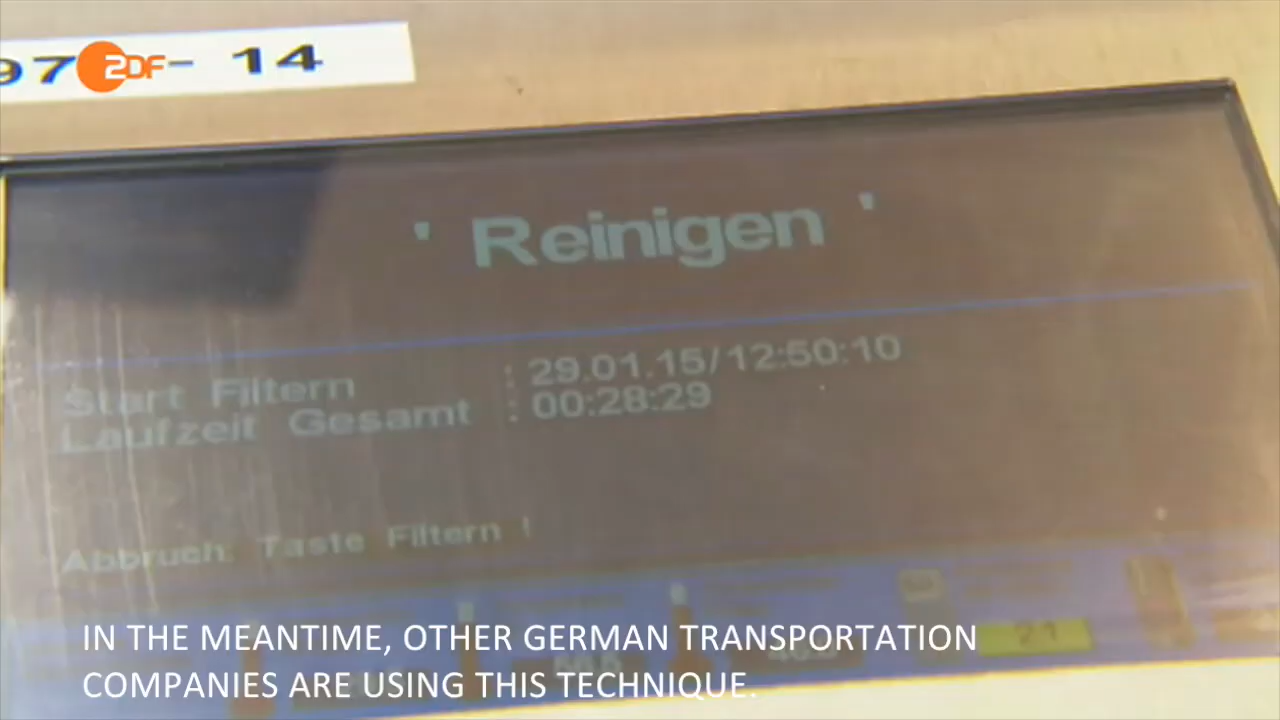 97 - 14
ZDF
' Reinigen '
Start Filtern : 29.01.15/12:50:10
Laufzeit Gesamt : 00:28:29
Abbruch: Taste Filtern !
21
IN THE MEANTIME, OTHER GERMAN TRANSPORTATION
COMPANIES ARE USING THIS TECHNIQUE.